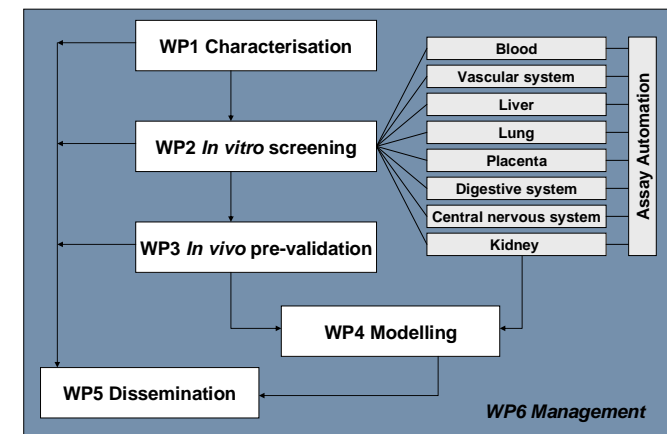 WP1 Characterisation
WP2 In vitro screening
WP3 In vivo pre-validation
WP4 Modelling
WP5 Dissemination
Blood
Vascular system
Liver
Lung
Placenta
Digestive system
Central nervous system
Kidney
Assay Automation
WP6 Management